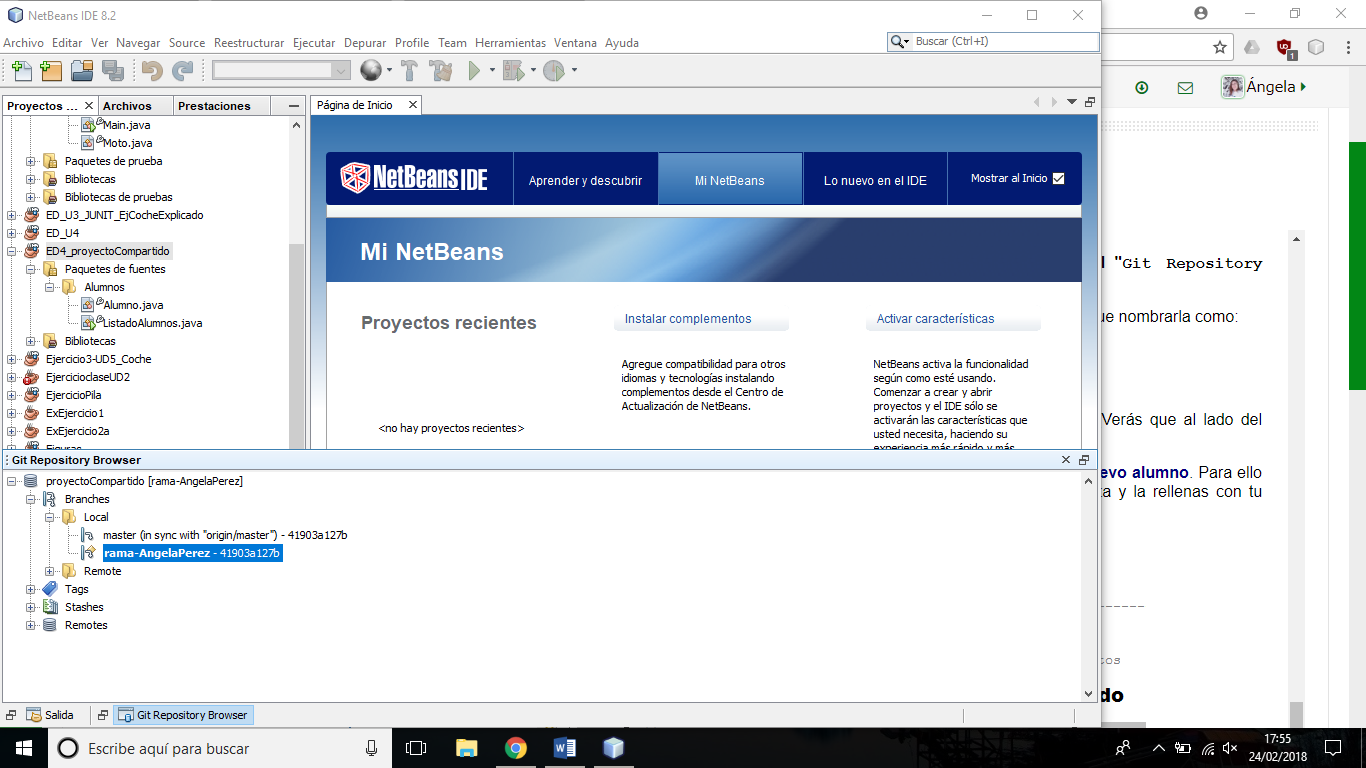 NetBeans IDE 8.2
Archivo Editar Ver Navegar Source Reestructurar Ejecutar Depurar Profile Team Herramientas Ventana Ayuda
Buscar (Ctrl+I)
Proyectos ... Archivos Prestaciones
Main.java
Moto.java
Paquetes de prueba
Bibliotecas
Bibliotecas de pruebas
ED_U3_JUNIT_EjCocheExplicado
ED_U4
ED4_proyectoCompartido
Paquetes de fuentes
Alumnos
Alumno.java
ListadoAlumnos.java
Bibliotecas
Ejercicio3-UD5_Coche
EjercicioclaseUD2
EjercicioPila
ExEjercicio1
ExEjercicio2a
Figuras
Página de Inicio
NetBeans IDE
Aprender y descubrir
Mi NetBeans
Lo nuevo en el IDE
Mostrar al Inicio
Mi NetBeans
Proyectos recientes
<no hay proyectos recientes>
Instalar complementos
Agregue compatibilidad para otros
idiomas y tecnologías instalando
complementos desde el Centro de
Actualización de NetBeans.
Activar características
NetBeans activa la funcionalidad
según como esté usando.
Comenzar a crear y abrir
proyectos y el IDE sólo se
activarán las características que
usted necesita, haciendo su
experiencia más rápido y más
Git Repository Browser
proyectoCompartido [rama-AngelaPerez]
Branches
Local
master (in sync with "origin/master") - 41903a127b
rama-AngelaPerez - 41903a127b
Remote
Tags
Stashes
Remotes
Salida
Git Repository Browser
1
Ángela
"Git Repository
ue nombrarla como:
Verás que al lado del
evo alumno. Para ello
a y la rellenas con tu
-------
tos
do
Escribe aquí para buscar
17:55
24/02/2018